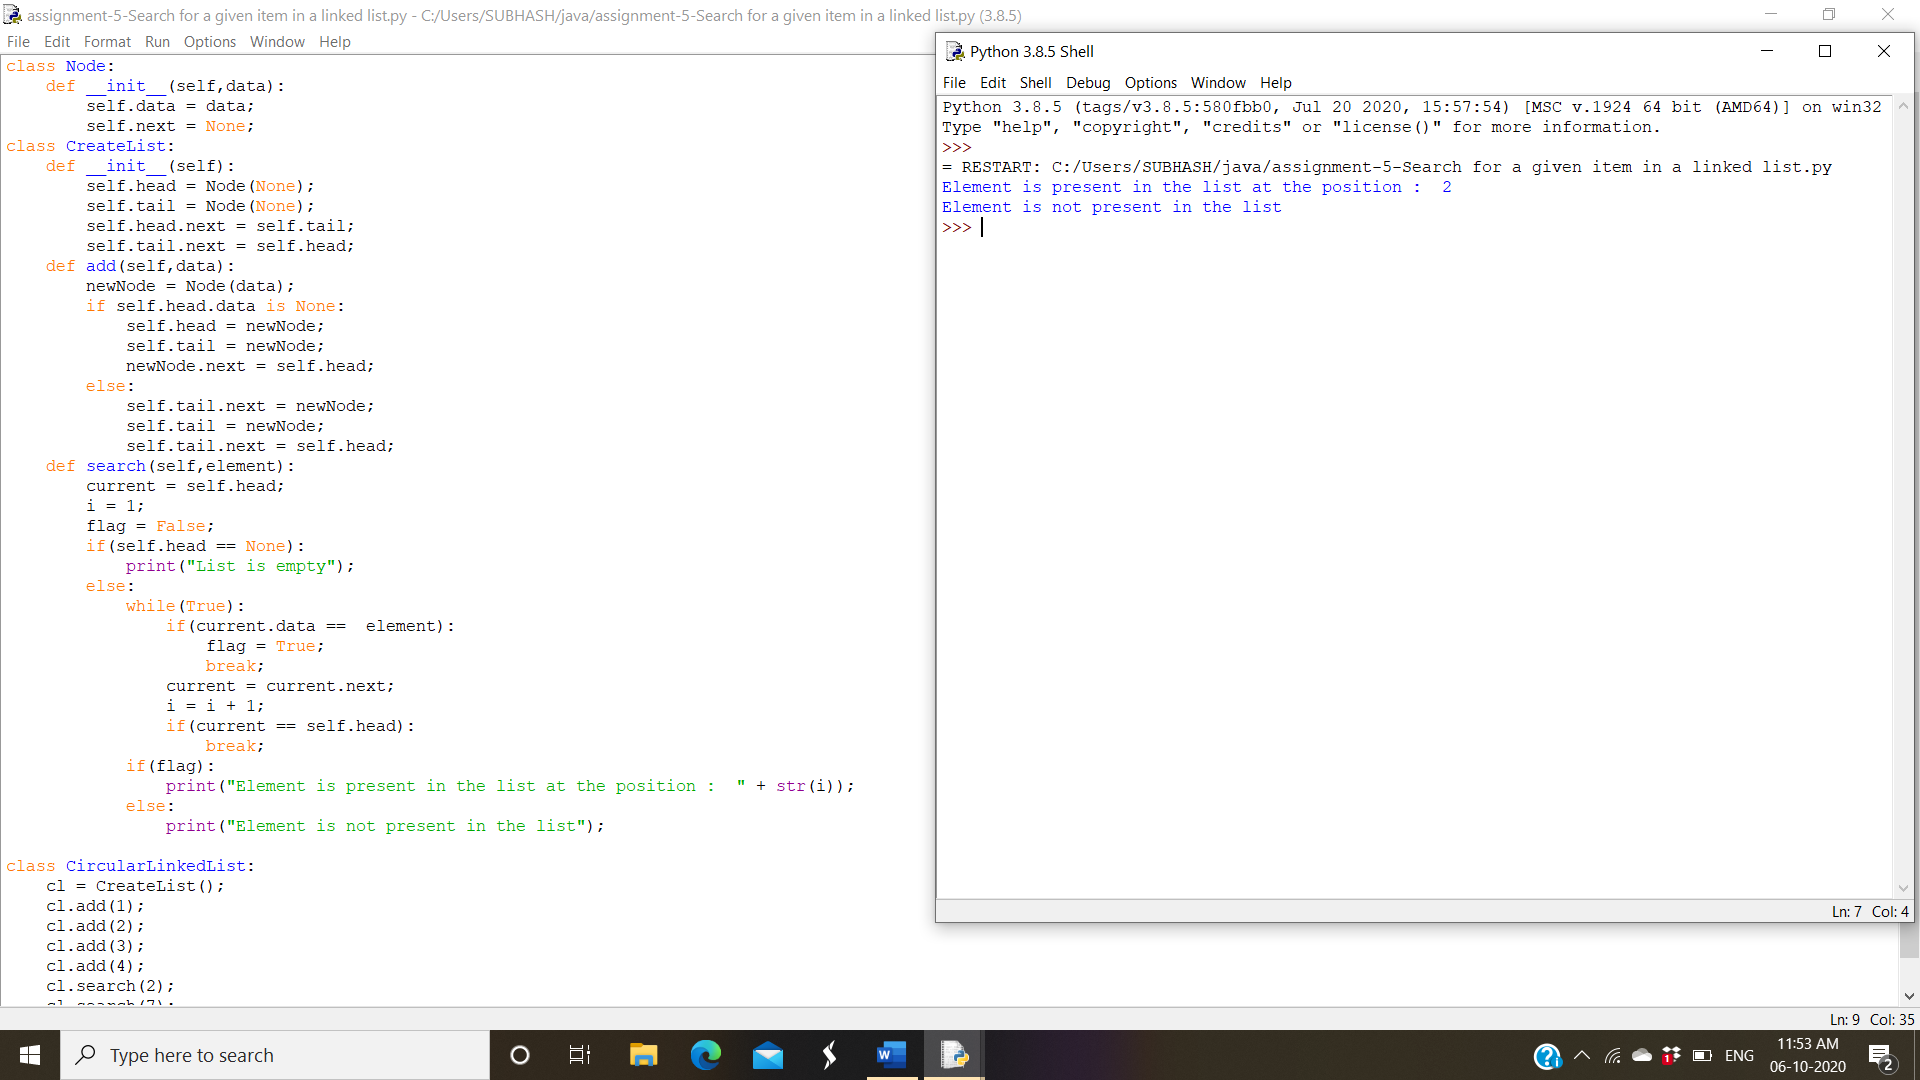 assignment-5-Search for a given item in a linked list.py - C:/Users/SUBHASH/java/assignment-5-Search for a given item in a linked list.py (3.8.5)
File Edit Format Run Options Window Help
class Node:
    def __init__(self,data):
        self.data = data;
        self.next = None;
class CreateList:
    def __init__(self):
        self.head = Node(None);
        self.tail = Node(None);
        self.head.next = self.tail;
        self.tail.next = self.head;
    def add(self,data):
        newNode = Node(data);
        if self.head.data is None:
            self.head = newNode;
            self.tail = newNode;
            newNode.next = self.head;
        else:
            self.tail.next = newNode;
            self.tail = newNode;
            self.tail.next = self.head;
    def search(self,element):
        current = self.head;
        i = 1;
        flag = False;
        if(self.head == None):
            print("List is empty");
        else:
            while(True):
                if(current.data ==  element):
                    flag = True;
                    break;
                current = current.next;
                i = i + 1;
                if(current == self.head):
                    break;
            if(flag):
                print("Element is present in the list at the position :  " + str(i));
            else:
                print("Element is not present in the list");
class CircularLinkedList:
    cl = CreateList();
    cl.add(1);
    cl.add(2);
    cl.add(3);
    cl.add(4);
    cl.search(2);
    cl.search(7);
Ln: 9 Col: 35
Python 3.8.5 Shell
File Edit Shell Debug Options Window Help
Python 3.8.5 (tags/v3.8.5:580fbb0, Jul 20 2020, 15:57:54) [MSC v.1924 64 bit (AMD64)] on win32
Type "help", "copyright", "credits" or "license()" for more information.
>>>
= RESTART: C:/Users/SUBHASH/java/assignment-5-Search for a given item in a linked list.py
Element is present in the list at the position :  2
Element is not present in the list
>>>
Ln: 7 Col: 4
Type here to search
W
1
ENG
11:53 AM
06-10-2020
2